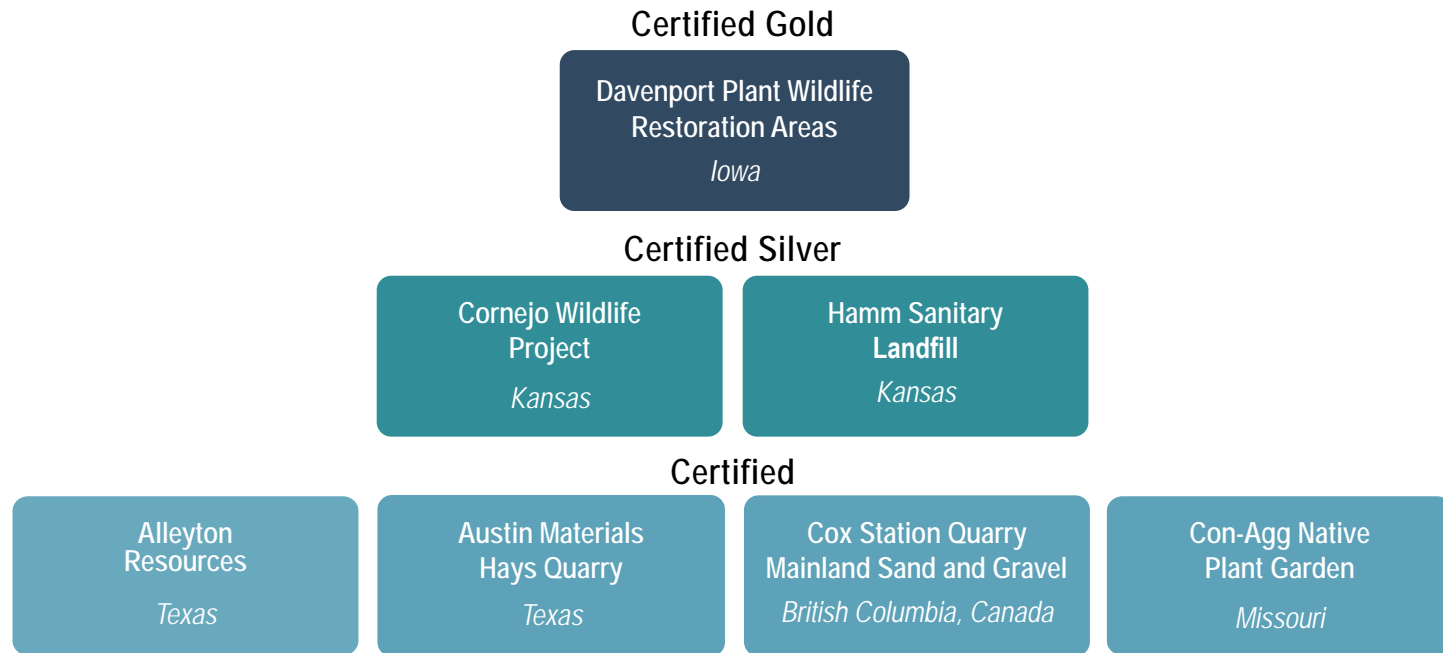 Certified Gold
Davenport Plant Wildlife
Restoration Areas
Iowa
Certified Silver
Cornejo Wildlife
Project
Kansas
Hamm Sanitary
Landfill
Kansas
Certified
Alleyton
Resources
Texas
Austin Materials
Hays Quarry
Texas
Cox Station Quarry
Mainland Sand and Gravel
British Columbia, Canada
Con-Agg Native
Plant Garden
Missouri